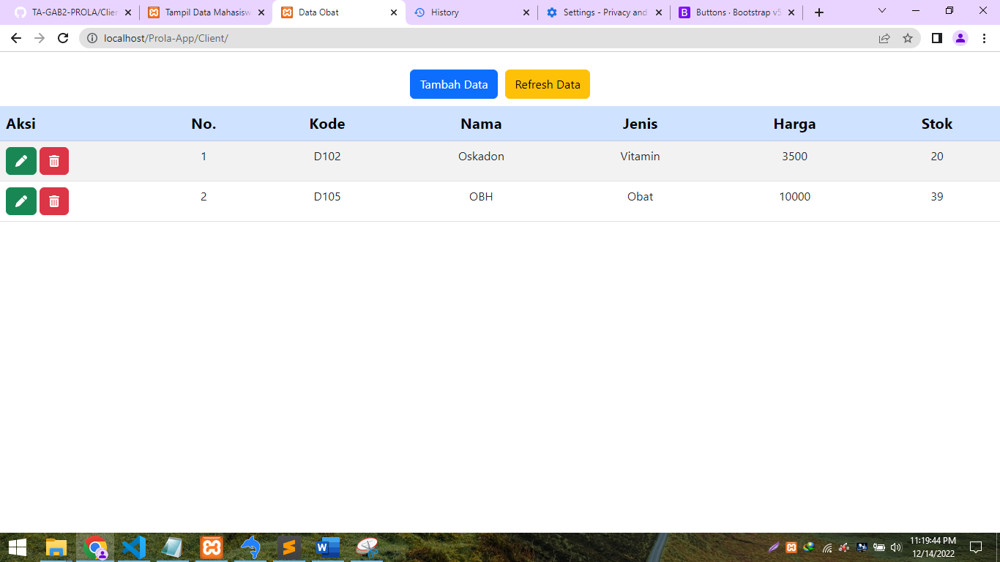 TA-GAB2-PROLA/Clien
Tampil Data Mahasisw
Data Obat
History
Settings - Privacy and
Buttons · Bootstrap v5
localhost/Prola-App/Client/
Tambah Data
Refresh Data
Aksi No. Kode Nama Jenis Harga Stok
1 D102 Oskadon Vitamin 3500 20
2 D105 OBH Obat 10000 39
11:19:44 PM
12/14/2022